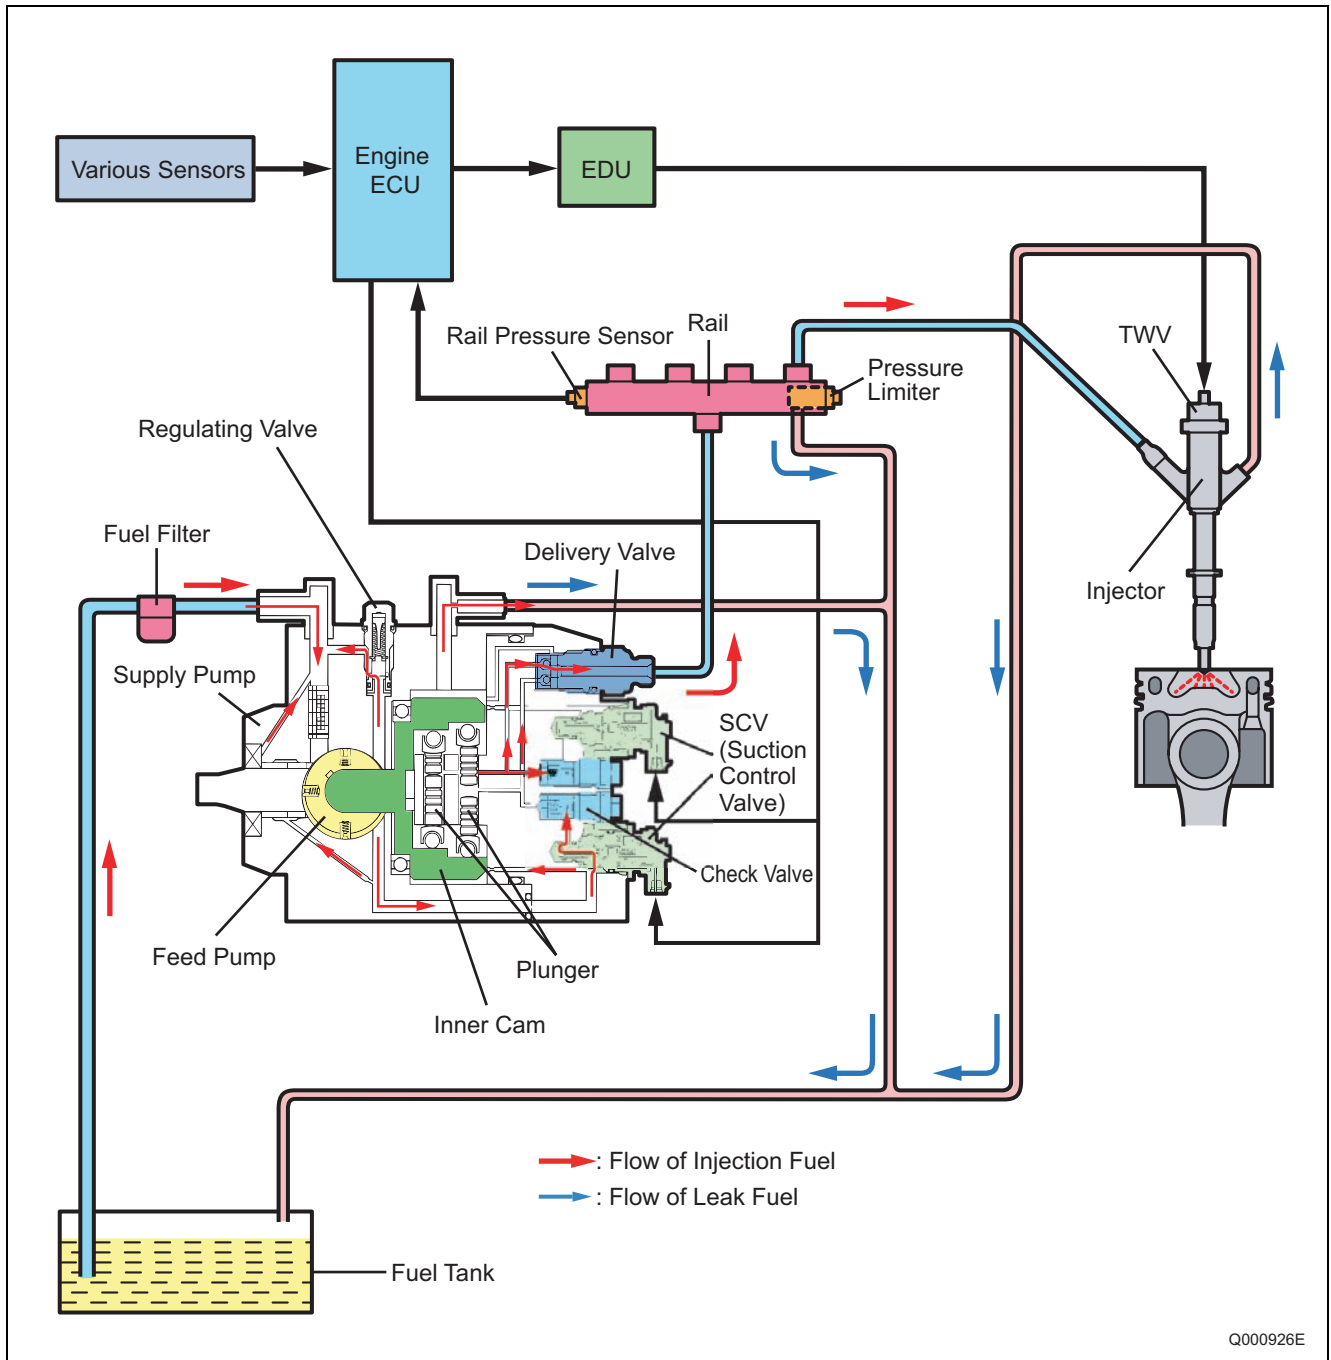 Various Sensors
Engine
ECU
EDU
Rail Pressure Sensor
Rail
Pressure
Limiter
TWV
Regulating Valve
Fuel Filter
Delivery Valve
Injector
Supply Pump
SCV
(Suction
Control
Valve)
Check Valve
Feed Pump
Plunger
Inner Cam
: Flow of Injection Fuel
: Flow of Leak Fuel
Fuel Tank
Q000926E